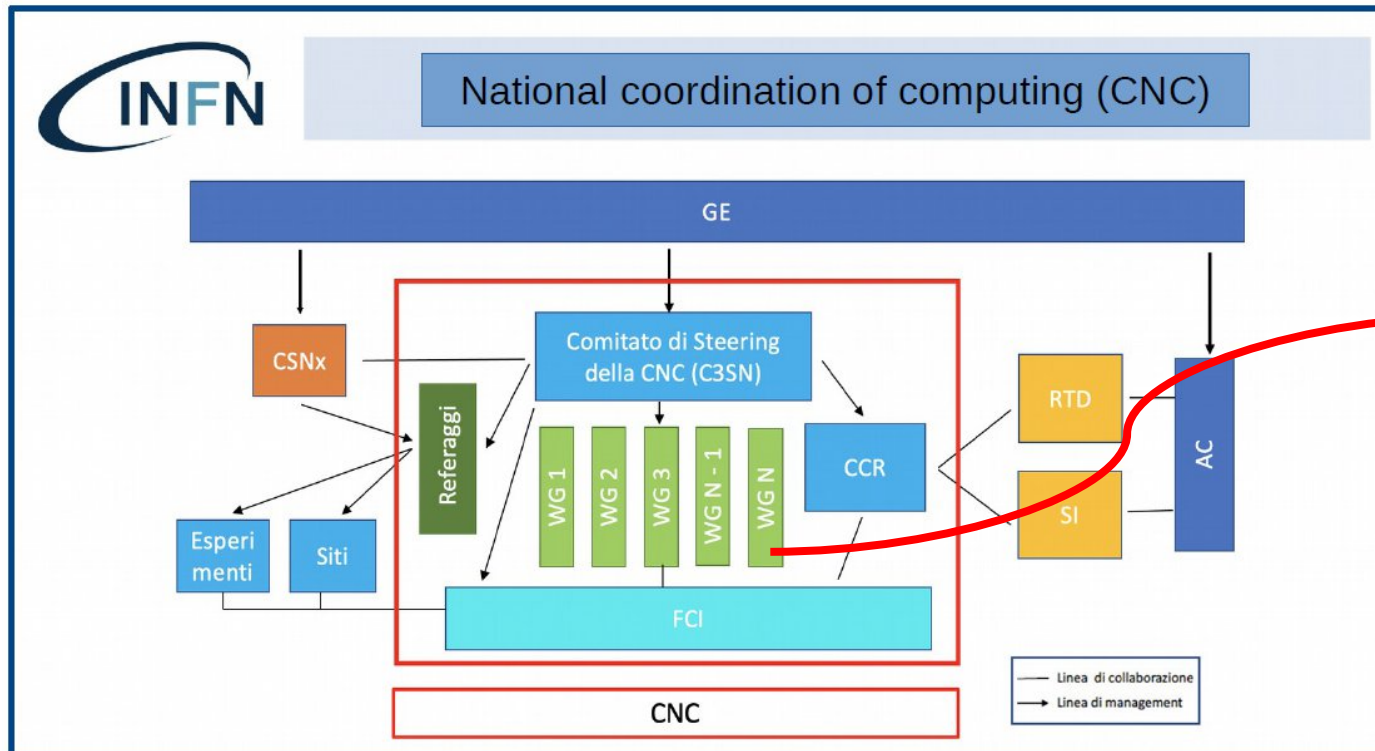 INFN
National coordination of computing (CNC)
GE
CSNx
Comitato di Steering
della CNC (C3SN)
Referaggi
WG 1
WG 2
WG 3
WG N - 1
WG N
CCR
RTD
SI
AC
Esperi
menti
Siti
FCI
Linea di collaborazione
Linea di management
CNC